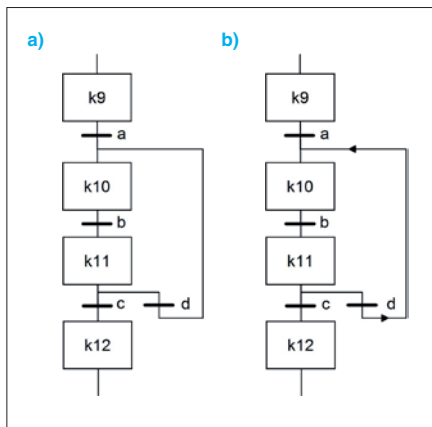 a) b)
k9 k9
a a
k10 k10
b b
k11 k11
c d c d
k12 k12